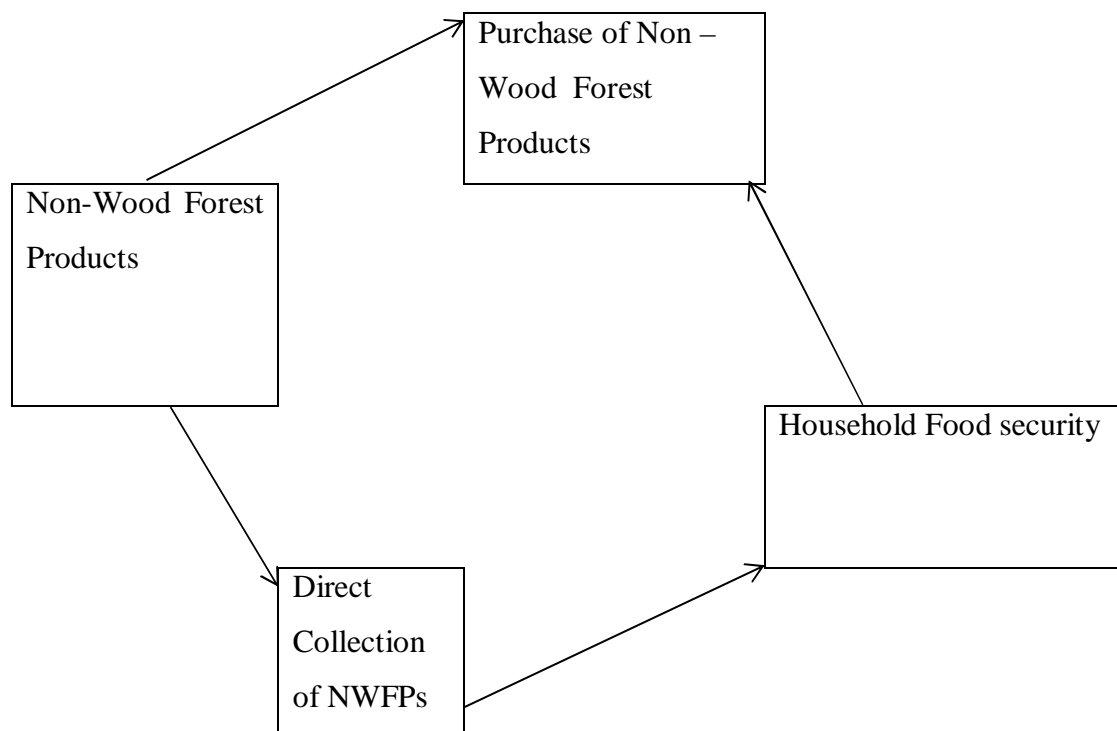 Purchase of Non –
Wood Forest
Products
Non-Wood Forest
Products
Household Food security
Direct
Collection
of NWFPs